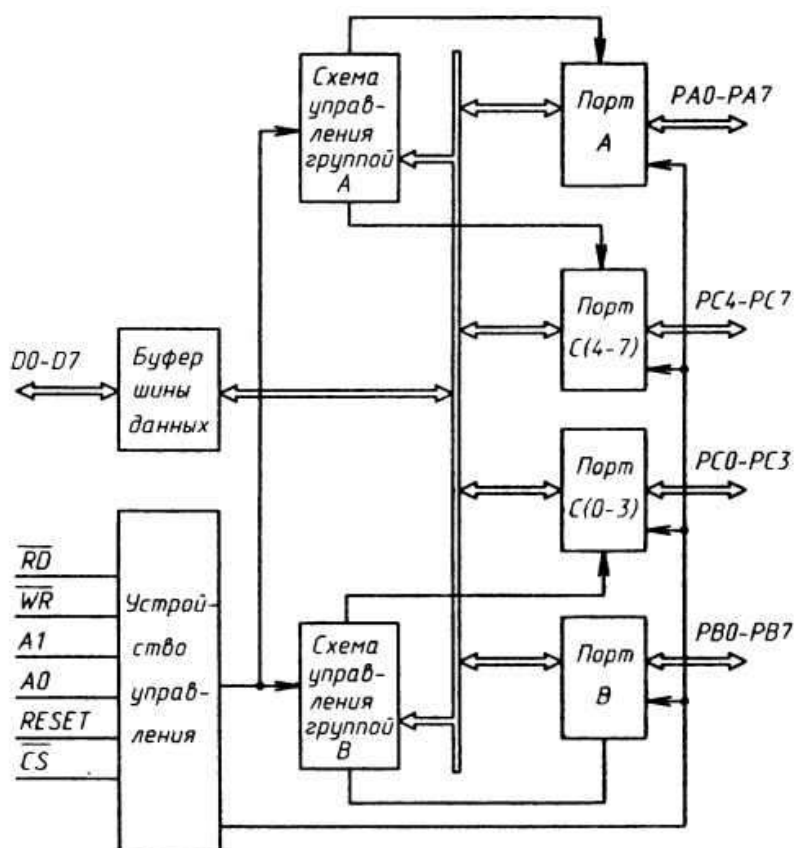 Схема
управ-
ления
группой
А
Порт
А
PA0-PA7
Порт
С(4-7)
PC4-PC7
D0-D7
Буфер
шины
данных
Порт
С(0-3)
PC0-PC3
RD
WR
A1
A0
RESET
CS
Устрой-
ство
управ-
ления
Схема
управ-
ления
группой
В
Порт
В
PB0-PB7